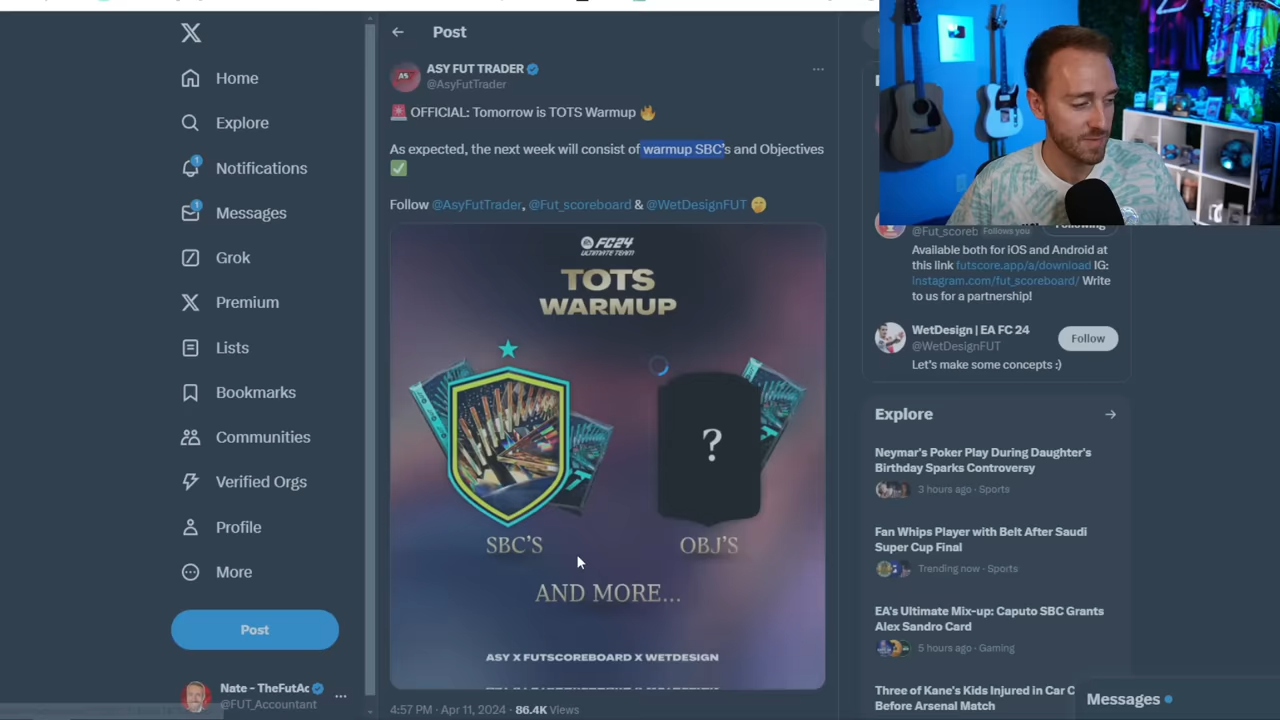 Post
ASY FUT TRADER
@AsyFutTrader
🚨 OFFICIAL: Tomorrow is TOTS Warmup 🔥
As expected, the next week will consist of warmup SBC's and Objectives
✅
Follow @AsyFutTrader, @Fut_scoreboard & @WetDesignFUT 🤫
FC24
ULTIMATE TEAM
TOTS
WARMUP
?
SBC'S
OBJ'S
AND MORE...
ASY X FUTSCOREBOARD X WETDESIGN
4:57 PM · Apr 11, 2024 · 86.4K Views
Home
Explore
1
Notifications
1
Messages
Grok
Premium
Lists
Bookmarks
Communities
Verified Orgs
Profile
More
Post
Nate - TheFutAc
@FUT_Accountant
@Fut_scoreb
Follows you
Following
Available both for iOS and Android at
this link futscore.app/a/download IG:
instagram.com/fut_scoreboard/ Write
to us for a partnership!
WetDesign | EA FC 24
@WetDesignFUT
Follow
Let's make some concepts :)
Explore
Neymar's Poker Play During Daughter's
Birthday Sparks Controversy
3 hours ago · Sports
Fan Whips Player with Belt After Saudi
Super Cup Final
Trending now · Sports
EA's Ultimate Mix-up: Caputo SBC Grants
Alex Sandro Card
5 hours ago · Gaming
Three of Kane's Kids Injured in Car C
Before Arsenal Match
Messages